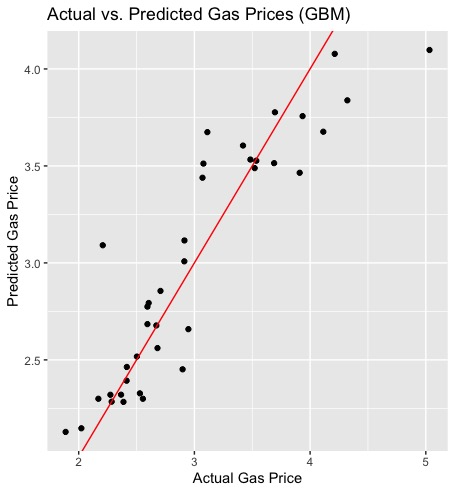 Actual vs. Predicted Gas Prices (GBM)
4.0
3.5
3.0
2.5
Predicted Gas Price
2 3 4 5
Actual Gas Price